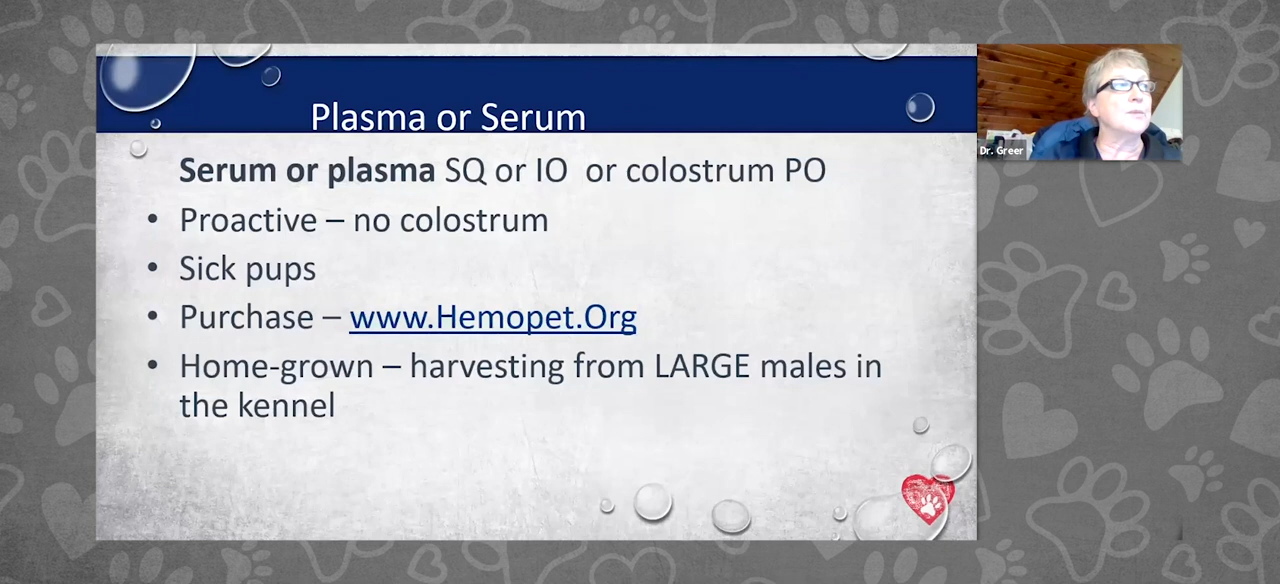 Plasma or Serum
Serum or plasma SQ or IO or colostrum PO
• Proactive – no colostrum
• Sick pups
• Purchase – www.Hemopet.Org
• Home-grown – harvesting from LARGE males in
the kennel
Dr. Greer